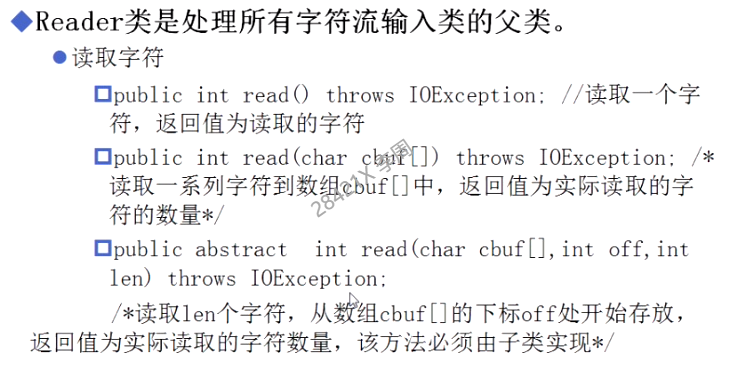 Reader类是处理所有字符流输入类的父类。
读取字符
public int read() throws IOException; //读取一个字
符，返回值为读取的字符
public int read(char cbuf[]) throws IOException; /*
读取一系列字符到数组cbuf[]中，返回值为实际读取的字
符的数量*/
public abstract  int read(char cbuf[],int off,int
len) throws IOException;
/*读取len个字符，从数组cbuf[]的下标off处开始存放，
返回值为实际读取的字符数量，该方法必须由子类实现*/